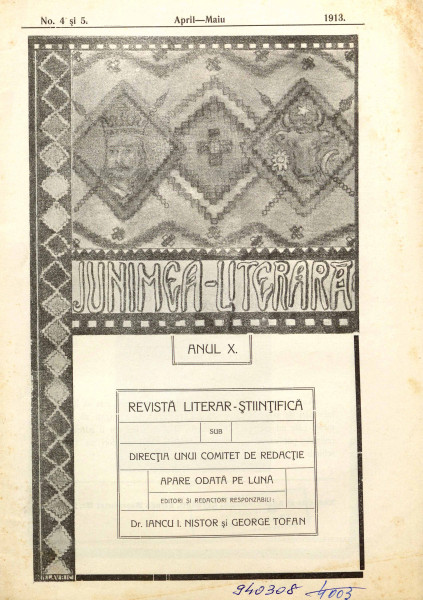 No. 4 și 5. April—Maiu 1913.
JUNIMEA-LITERARĂ
ANUL X.
REVISTĂ LITERAR-ȘTIINȚIFICĂ
SUB
DIRECȚIA UNUI COMITET DE REDACȚIE
APARE ODATĂ PE LUNĂ
EDITORI ȘI REDACTORI RESPONZABILI:
Dr. IANCU I. NISTOR și GEORGE TOFAN
940308